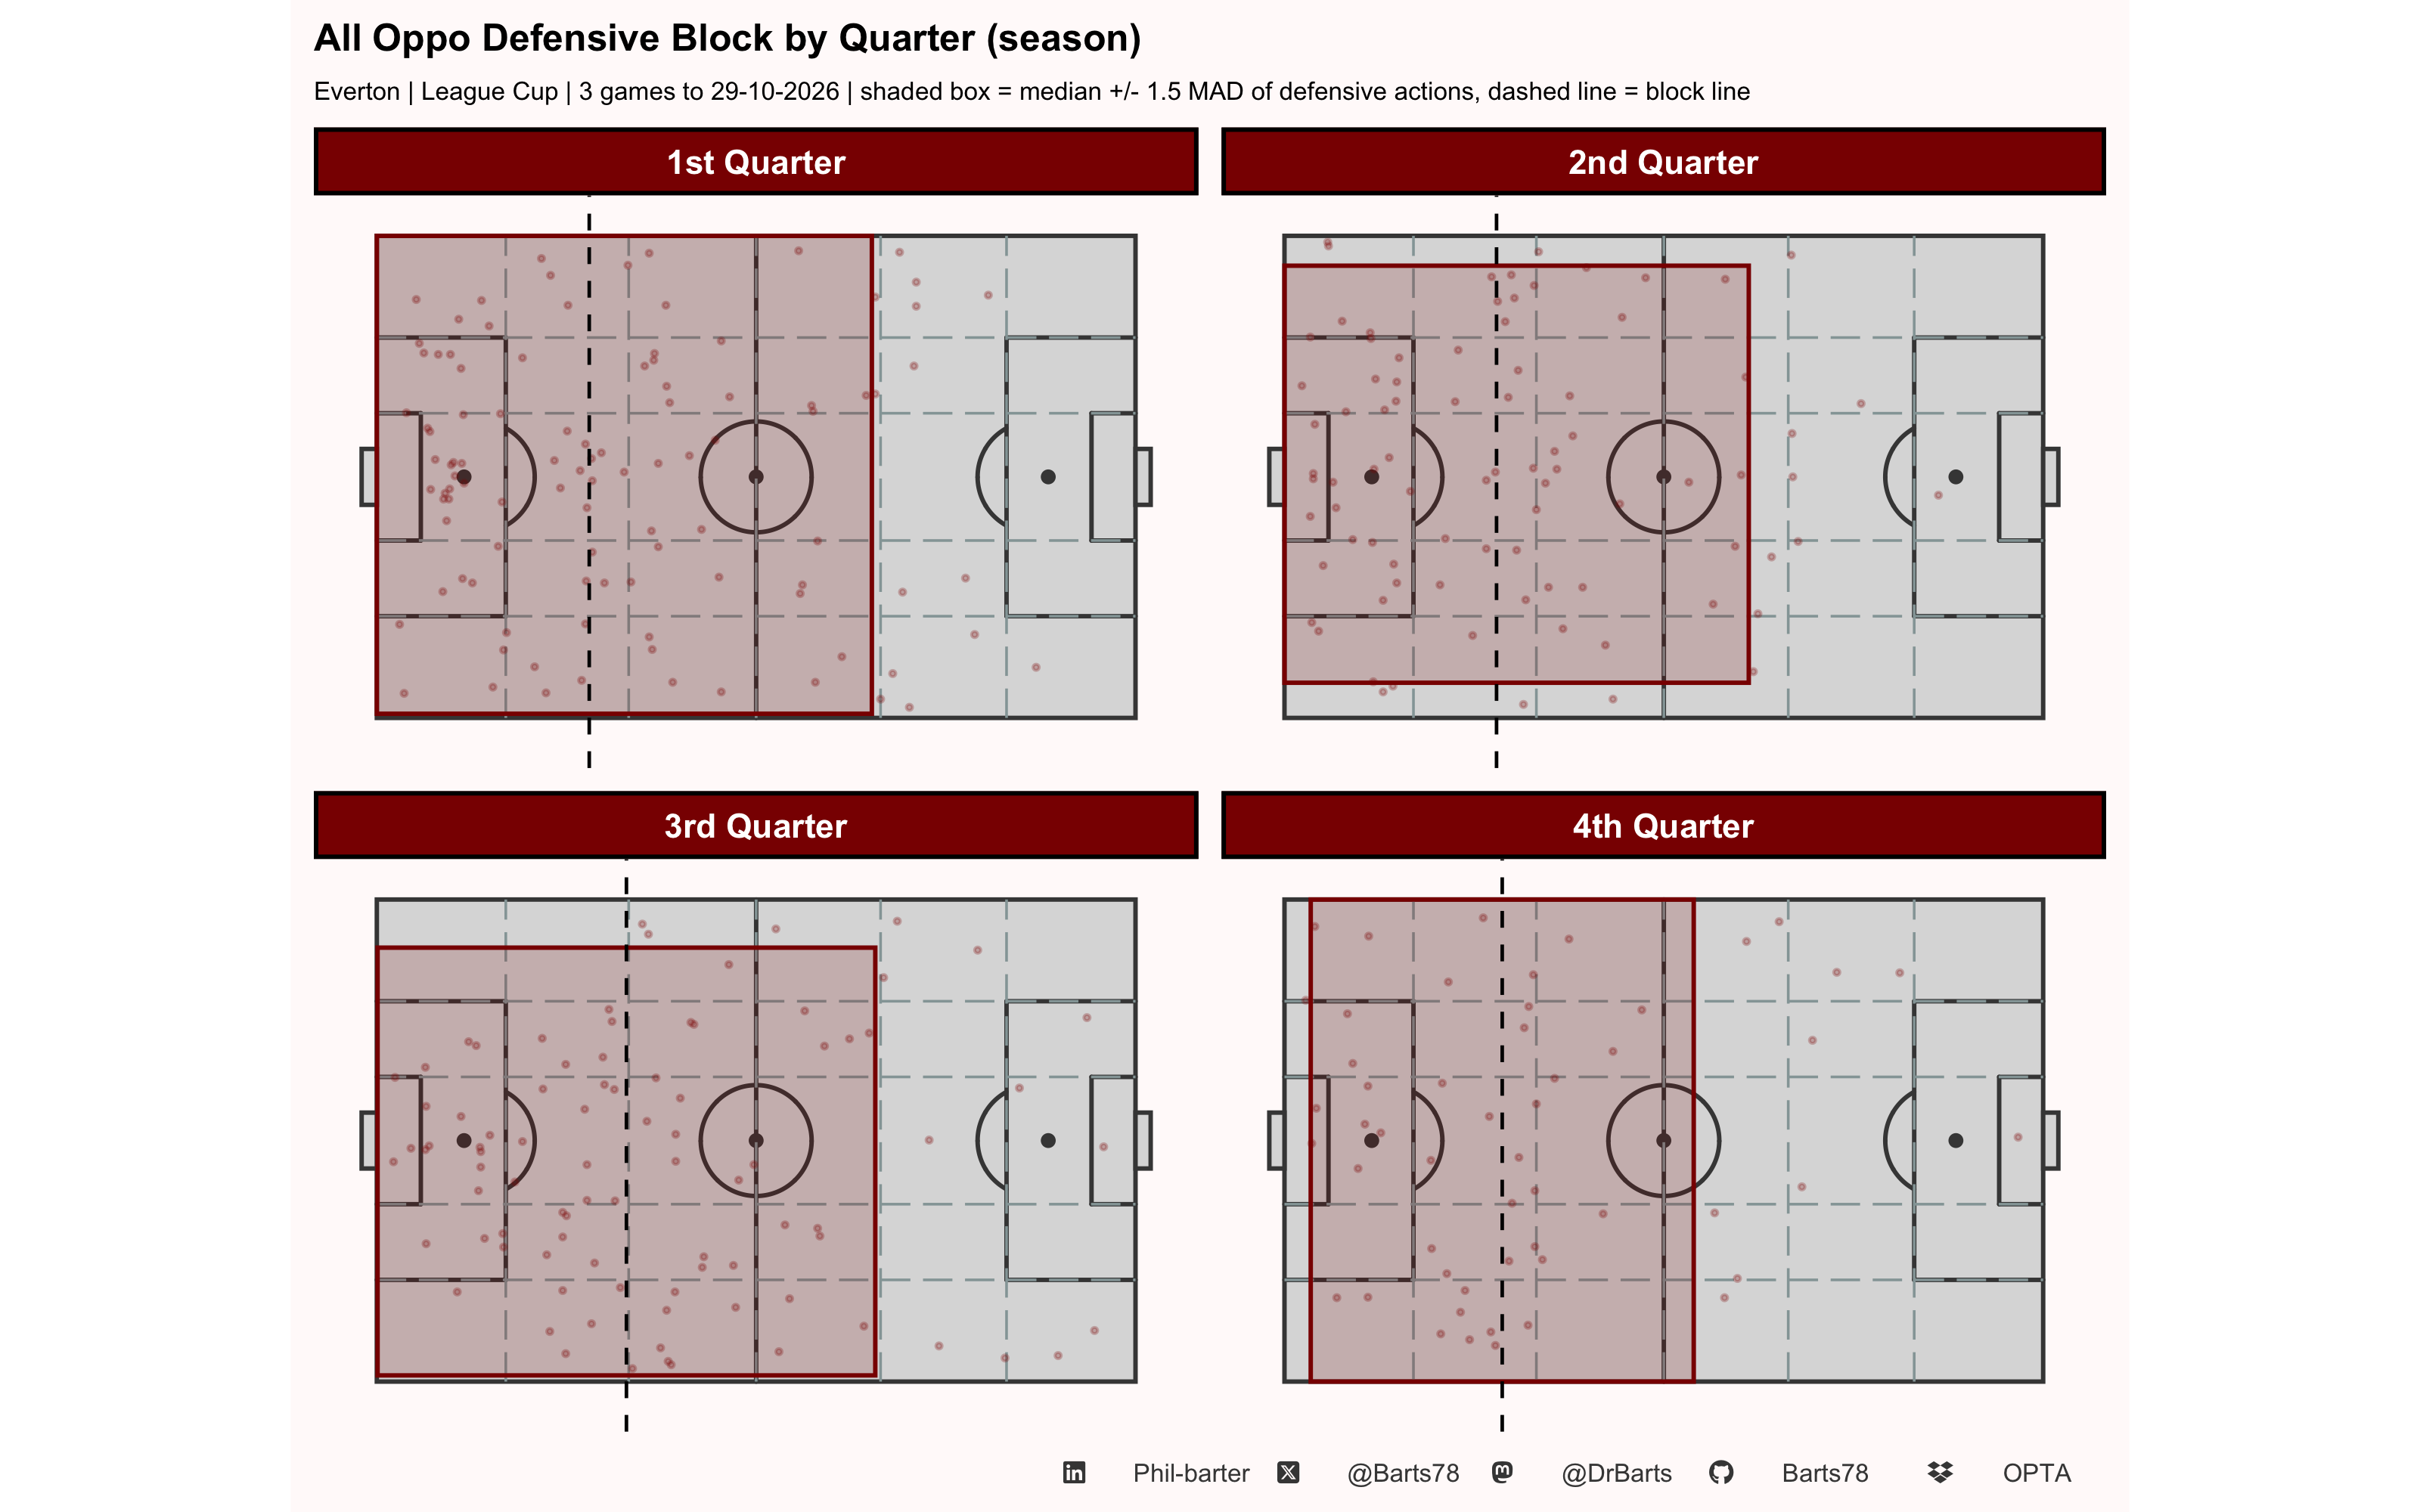 All Oppo Defensive Block by Quarter (season)
Everton | League Cup | 3 games to 29-10-2026 | shaded box = median +/- 1.5 MAD of defensive actions, dashed line = block line
1st Quarter
2nd Quarter
3rd Quarter
4th Quarter
Phil-barter @Barts78 @DrBarts Barts78 OPTA